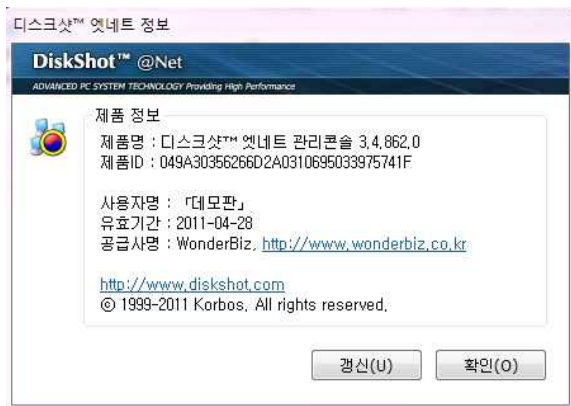 디스크샷™ 엣네트 정보
DiskShot™ @Net
ADVANCED PC SYSTEM TECHNOLOGY Providing High Performance
제품 정보
제품명 : 디스크샷™ 엣네트 관리콘솔 3.4.862.0
제품ID : 049A30356266D2A0310695033975741F
사용자명 : 「데모판」
유효기간 : 2011-04-28
공급사명 : WonderBiz, http://www.wonderbiz.co.kr
http://www.diskshot.com
ⓒ 1999-2011 Korbos, All rights reserved.
갱신(U)
확인(O)